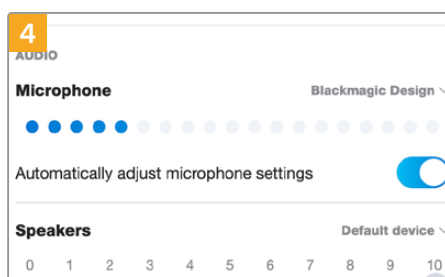 4
AUDIO
Microphone Blackmagic Design
Automatically adjust microphone settings
Speakers Default device
0 1 2 3 4 5 6 7 8 9 10